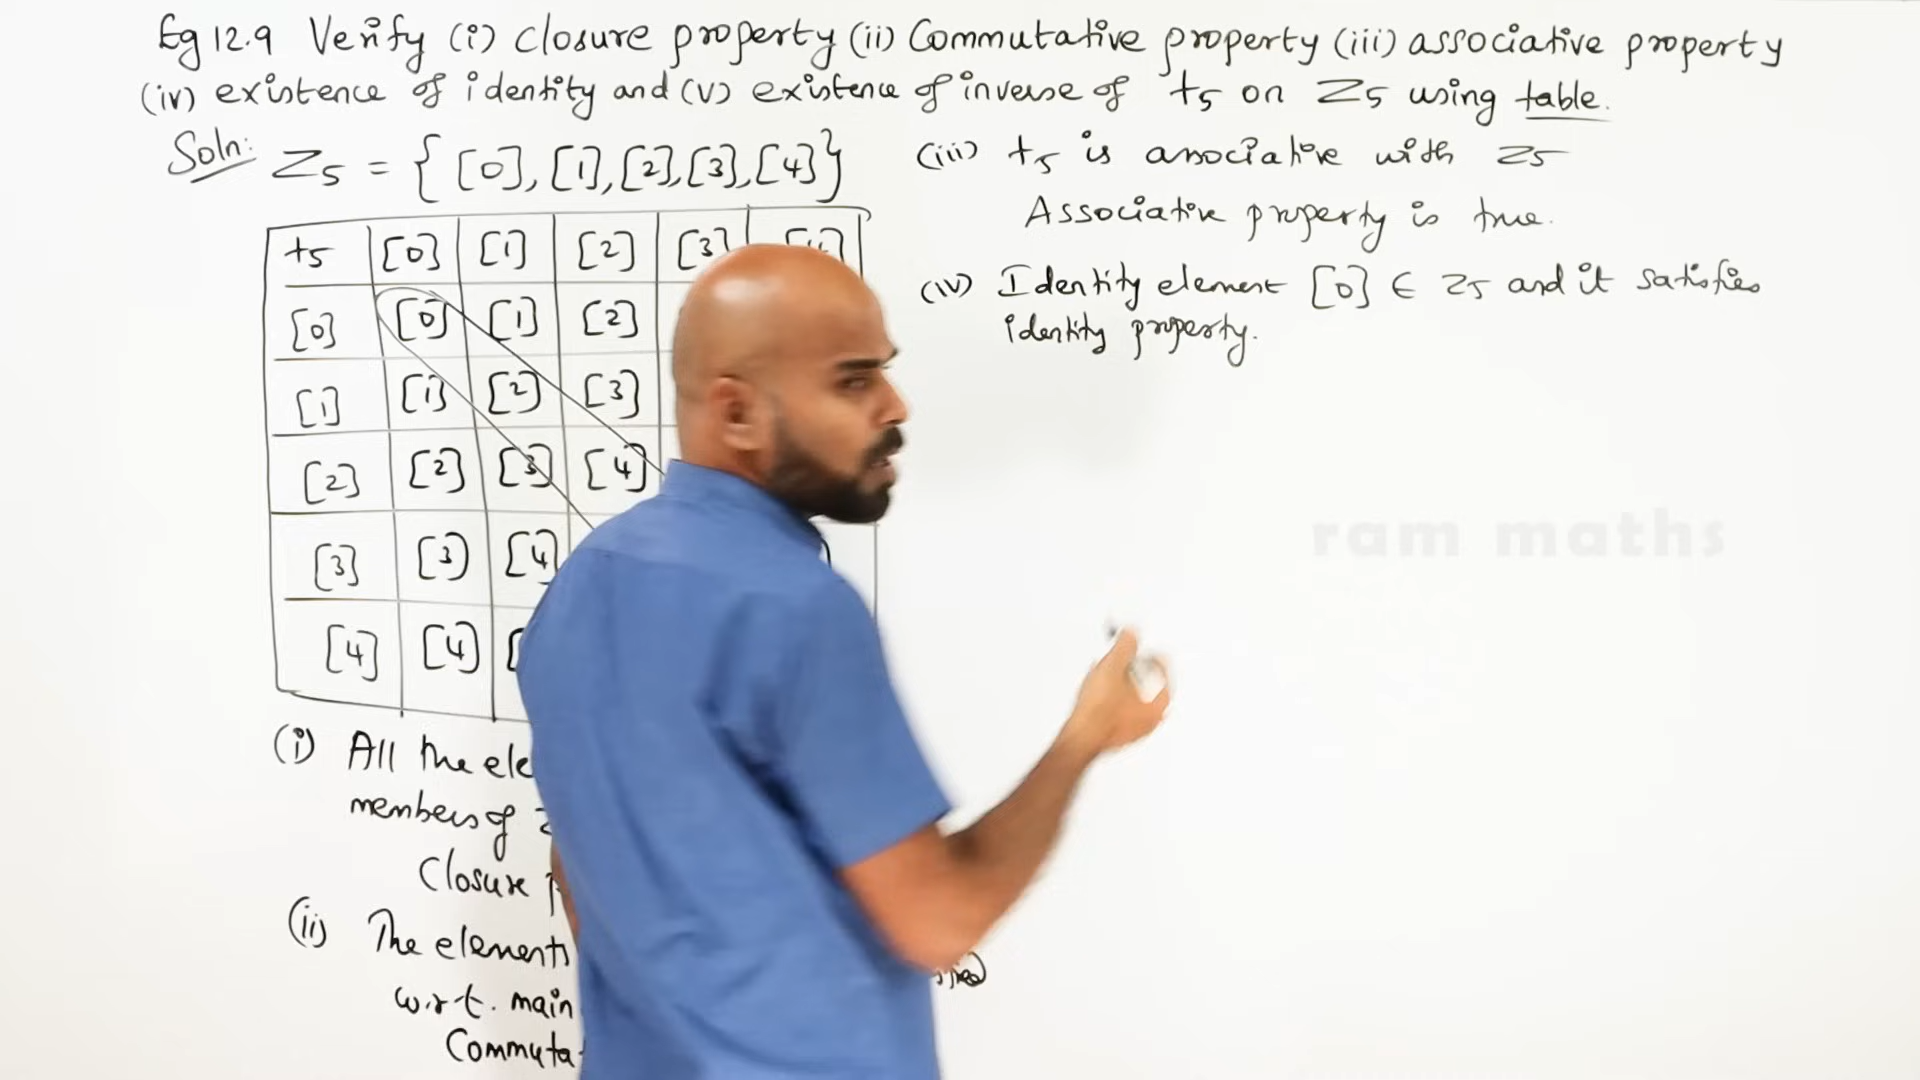 Eg 12.9 Verify (i) closure property (ii) Commutative property (iii) associative property
(iv) existence of identity and (v) existence of inverse of +5 on Z5 using table.
Soln: Z5 = { [0], [1], [2], [3], [4] }
+5 [0] [1] [2] [3]
[0] [0] [1] [2]
[1] [1] [2] [3]
[2] [2] [3] [4]
[3] [3] [4]
[4] [4]
(i) All the
members of
Closure
(ii) The elements
w.r.t. main
(iii) +5 is associative with Z5
Associative property is true.
(iv) Identity element [0] ∈ Z5 and it satisfies
identity property.
ram maths